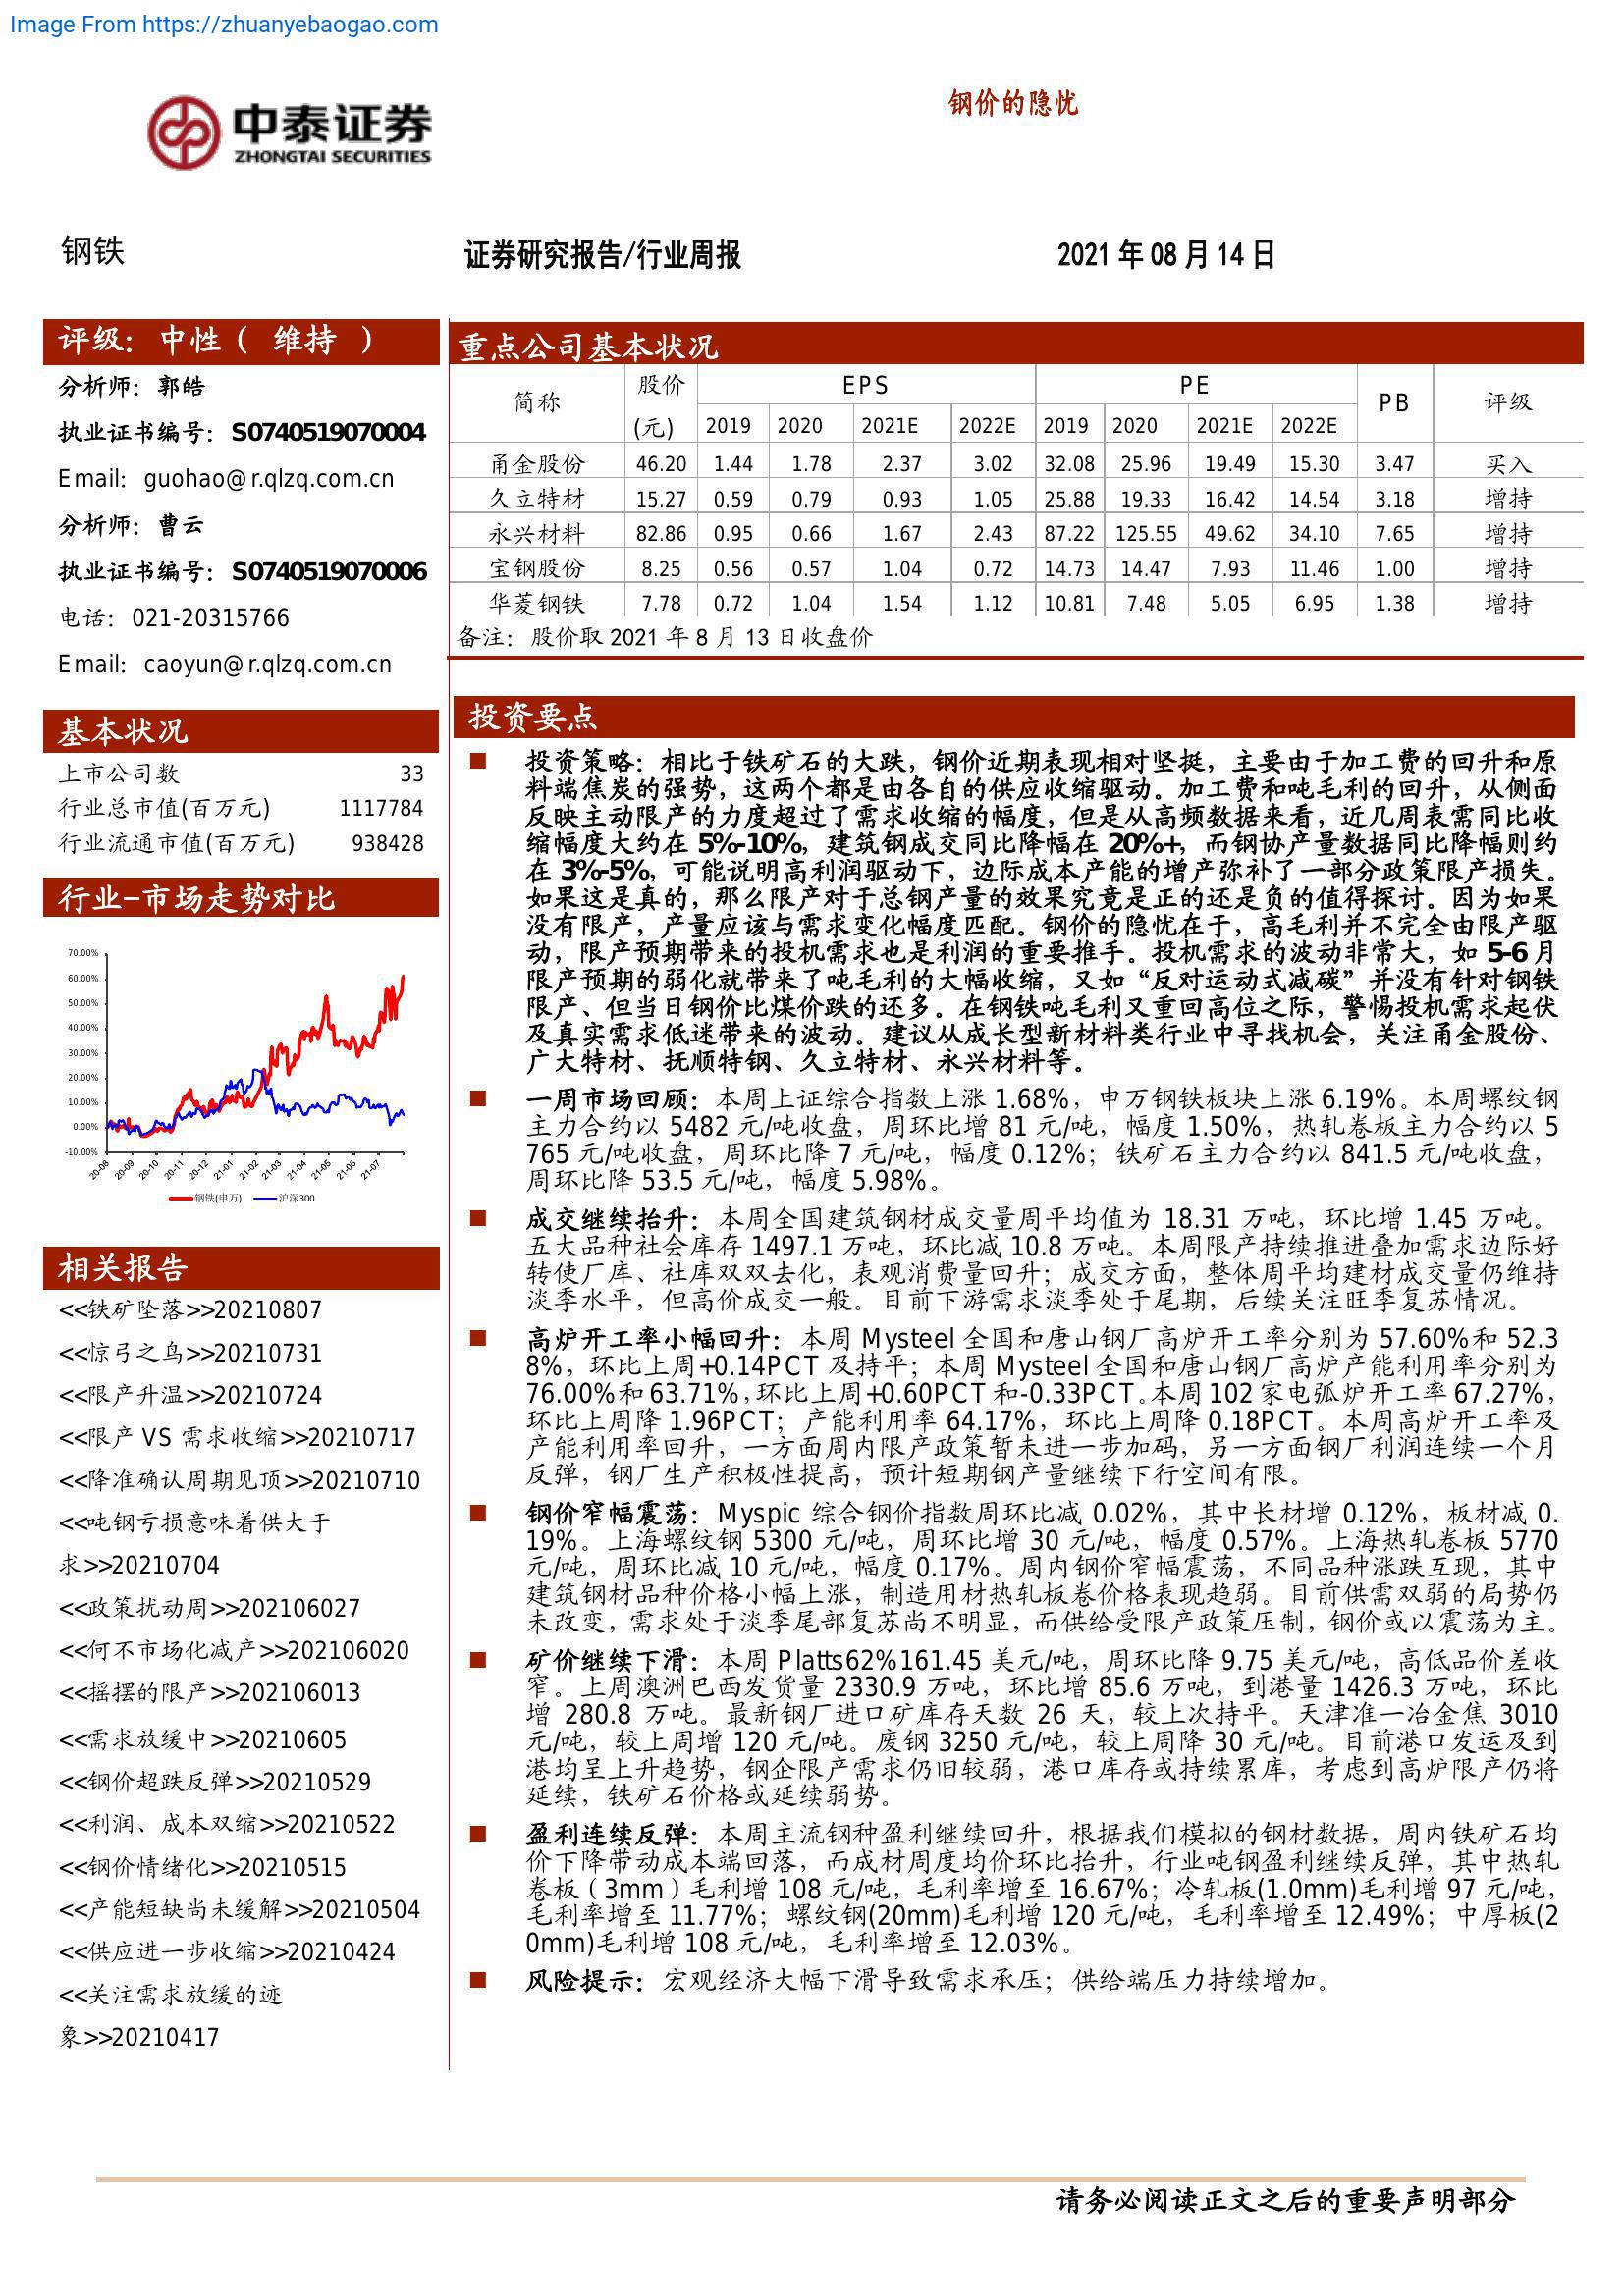 Image From https://zhuanyebaogao.com
中泰证券
ZHONGTAI SECURITIES
钢价的隐忧
钢铁
证券研究报告/行业周报
2021 年 08 月 14 日
评级：中性（ 维持 ）
分析师：郭皓
执业证书编号：S0740519070004
Email：guohao@r.qlzq.com.cn
分析师：曹云
执业证书编号：S0740519070006
电话：021-20315766
Email：caoyun@r.qlzq.com.cn
基本状况
上市公司数 33
行业总市值(百万元) 1117784
行业流通市值(百万元) 938428
行业-市场走势对比
70.00%
60.00%
50.00%
40.00%
30.00%
20.00%
10.00%
0.00%
-10.00%
20-08 20-09 20-10 20-11 20-12 21-01 21-02 21-03 21-04 21-05 21-06 21-07
钢铁(申万) 沪深300
相关报告
<<铁矿坠落>>20210807
<<惊弓之鸟>>20210731
<<限产升温>>20210724
<<限产 VS 需求收缩>>20210717
<<降准确认周期见顶>>20210710
<<吨钢亏损意味着供大于
求>>20210704
<<政策扰动周>>202106027
<<何不市场化减产>>202106020
<<摇摆的限产>>202106013
<<需求放缓中>>20210605
<<钢价超跌反弹>>20210529
<<利润、成本双缩>>20210522
<<钢价情绪化>>20210515
<<产能短缺尚未缓解>>20210504
<<供应进一步收缩>>20210424
<<关注需求放缓的迹
象>>20210417
重点公司基本状况
简称 股价 EPS PE PB 评级
(元) 2019 2020 2021E 2022E 2019 2020 2021E 2022E
甬金股份 46.20 1.44 1.78 2.37 3.02 32.08 25.96 19.49 15.30 3.47 买入
久立特材 15.27 0.59 0.79 0.93 1.05 25.88 19.33 16.42 14.54 3.18 增持
永兴材料 82.86 0.95 0.66 1.67 2.43 87.22 125.55 49.62 34.10 7.65 增持
宝钢股份 8.25 0.56 0.57 1.04 0.72 14.73 14.47 7.93 11.46 1.00 增持
华菱钢铁 7.78 0.72 1.04 1.54 1.12 10.81 7.48 5.05 6.95 1.38 增持
备注：股价取 2021 年 8 月 13 日收盘价
投资要点
投资策略：相比于铁矿石的大跌，钢价近期表现相对坚挺，主要由于加工费的回升和原
料端焦炭的强势，这两个都是由各自的供应收缩驱动。加工费和吨毛利的回升，从侧面
反映主动限产的力度超过了需求收缩的幅度，但是从高频数据来看，近几周表需同比收
缩幅度大约在 5%-10%，建筑钢成交同比降幅在 20%+，而钢协产量数据同比降幅则约
在 3%-5%，可能说明高利润驱动下，边际成本产能的增产弥补了一部分政策限产损失。
如果这是真的，那么限产对于总钢产量的效果究竟是正的还是负的值得探讨。因为如果
没有限产，产量应该与需求变化幅度匹配。钢价的隐忧在于，高毛利并不完全由限产驱
动，限产预期带来的投机需求也是利润的重要推手。投机需求的波动非常大，如 5-6 月
限产预期的弱化就带来了吨毛利的大幅收缩，又如“反对运动式减碳”并没有针对钢铁
限产、但当日钢价比煤价跌的还多。在钢铁吨毛利又重回高位之际，警惕投机需求起伏
及真实需求低迷带来的波动。建议从成长型新材料类行业中寻找机会，关注甬金股份、
广大特材、抚顺特钢、久立特材、永兴材料等。
一周市场回顾：本周上证综合指数上涨 1.68%，申万钢铁板块上涨 6.19%。本周螺纹钢
主力合约以 5482 元/吨收盘，周环比增 81 元/吨，幅度 1.50%，热轧卷板主力合约以 5
765 元/吨收盘，周环比降 7 元/吨，幅度 0.12%；铁矿石主力合约以 841.5 元/吨收盘，
周环比降 53.5 元/吨，幅度 5.98%。
成交继续抬升：本周全国建筑钢材成交量周平均值为 18.31 万吨，环比增 1.45 万吨。
五大品种社会库存 1497.1 万吨，环比减 10.8 万吨。本周限产持续推进叠加需求边际好
转使厂库、社库双双去化，表观消费量回升；成交方面，整体周平均建材成交量仍维持
淡季水平，但高价成交一般。目前下游需求淡季处于尾期，后续关注旺季复苏情况。
高炉开工率小幅回升：本周 Mysteel 全国和唐山钢厂高炉开工率分别为 57.60%和 52.3
8%，环比上周+0.14PCT 及持平；本周 Mysteel 全国和唐山钢厂高炉产能利用率分别为
76.00%和 63.71%，环比上周+0.60PCT 和-0.33PCT。本周 102 家电弧炉开工率 67.27%，
环比上周降 1.96PCT；产能利用率 64.17%，环比上周降 0.18PCT。本周高炉开工率及
产能利用率回升，一方面周内限产政策暂未进一步加码，另一方面钢厂利润连续一个月
反弹，钢厂生产积极性提高，预计短期钢产量继续下行空间有限。
钢价窄幅震荡：Myspic 综合钢价指数周环比减 0.02%，其中长材增 0.12%，板材减 0.
19%。上海螺纹钢 5300 元/吨，周环比增 30 元/吨，幅度 0.57%。上海热轧卷板 5770
元/吨，周环比减 10 元/吨，幅度 0.17%。周内钢价窄幅震荡，不同品种涨跌互现，其中
建筑钢材品种价格小幅上涨，制造用材热轧板卷价格表现趋弱。目前供需双弱的局势仍
未改变，需求处于淡季尾部复苏尚不明显，而供给受限产政策压制，钢价或以震荡为主。
矿价继续下滑：本周 Platts62%161.45 美元/吨，周环比降 9.75 美元/吨，高低品价差收
窄。上周澳洲巴西发货量 2330.9 万吨，环比增 85.6 万吨，到港量 1426.3 万吨，环比
增 280.8 万吨。最新钢厂进口矿库存天数 26 天，较上次持平。天津准一冶金焦 3010
元/吨，较上周增 120 元/吨。废钢 3250 元/吨，较上周降 30 元/吨。目前港口发运及到
港均呈上升趋势，钢企限产需求仍旧较弱，港口库存或持续累库，考虑到高炉限产仍将
延续，铁矿石价格或延续弱势。
盈利连续反弹：本周主流钢种盈利继续回升，根据我们模拟的钢材数据，周内铁矿石均
价下降带动成本端回落，而成材周度均价环比抬升，行业吨钢盈利继续反弹，其中热轧
卷板（3mm）毛利增 108 元/吨，毛利率增至 16.67%；冷轧板(1.0mm)毛利增 97 元/吨，
毛利率增至 11.77%；螺纹钢(20mm)毛利增 120 元/吨，毛利率增至 12.49%；中厚板(2
0mm)毛利增 108 元/吨，毛利率增至 12.03%。
风险提示：宏观经济大幅下滑导致需求承压；供给端压力持续增加。
请务必阅读正文之后的重要声明部分